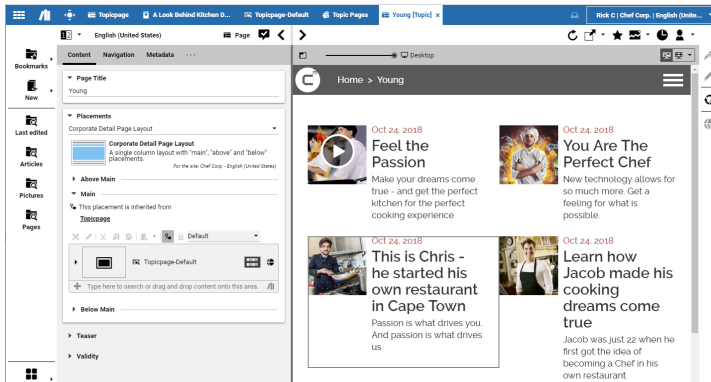 Topicpage
A Look Behind Kitchen D...
Topicpage-Default
Topic Pages
Young [Topic] ×
Rick C | Chef Corp. | English (Unite...
English (United States)
Page
Bookmarks
New
Last edited
Articles
Pictures
Pages
Content
Navigation
Metadata
...
Page Title
Young
Placements
Corporate Detail Page Layout
Corporate Detail Page Layout
A single column layout with "main", "above" and "below"
placements.
For the site: Chef Corp. - English (United States)
Above Main
Main
This placement is inherited from:
Topicpage
Default
Topicpage-Default
Type here to search or drag and drop content onto this area.
Below Main
Teaser
Validity
Desktop
Home > Young
Oct 24, 2018
Feel the
Passion
Make your dreams come
true - and get the perfect
kitchen for the perfect
cooking experience
Oct 24, 2018
You Are The
Perfect Chef
New technology allows for
so much more. Get a
feeling for what is
possible.
Oct 24, 2018
This is Chris -
he started his
own restaurant
in Cape Town
Passion is what drives you.
And passion is what drives
us.
Oct 24, 2018
Learn how
Jacob made his
cooking
dreams come
true
Jacob was just 22 when he
first got the idea of
becoming a Chef in his
own restaurant.